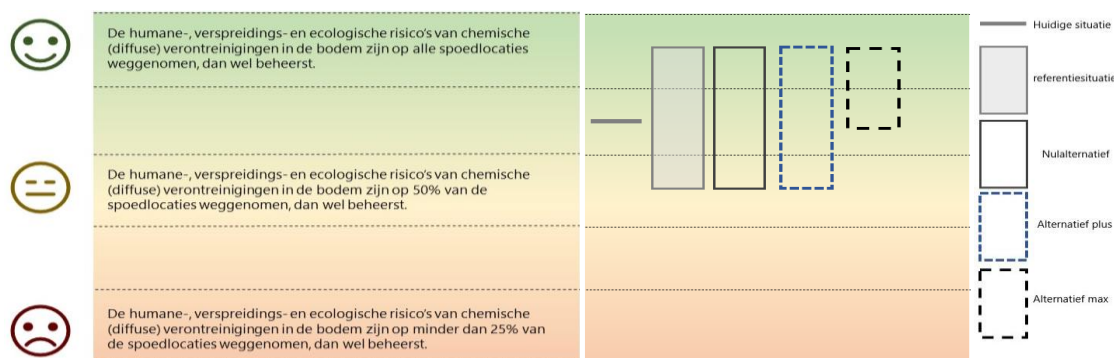 De humane-, verspreidings- en ecologische risico's van chemische
(diffuse) verontreinigingen in de bodem zijn op alle spoedlocaties
weggenomen, dan wel beheerst.
De humane-, verspreidings- en ecologische risico's van chemische
(diffuse) verontreinigingen in de bodem zijn op 50% van de
spoedlocaties weggenomen, dan wel beheerst.
De humane-, verspreidings- en ecologische risico's van chemische
(diffuse) verontreinigingen in de bodem zijn op minder dan 25% van
de spoedlocaties weggenomen, dan wel beheerst.
Huidige situatie
referentiesituatie
Nulalternatief
Alternatief plus
Alternatief max